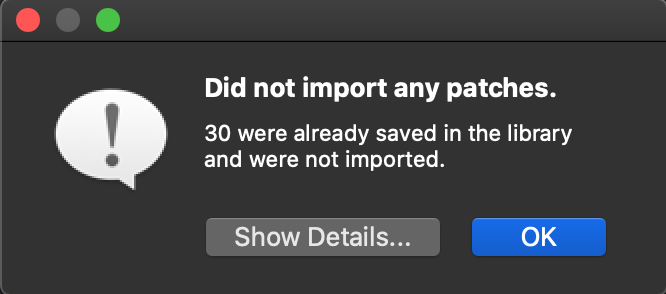 Did not import any patches.
30 were already saved in the library
and were not imported.
Show Details...
OK